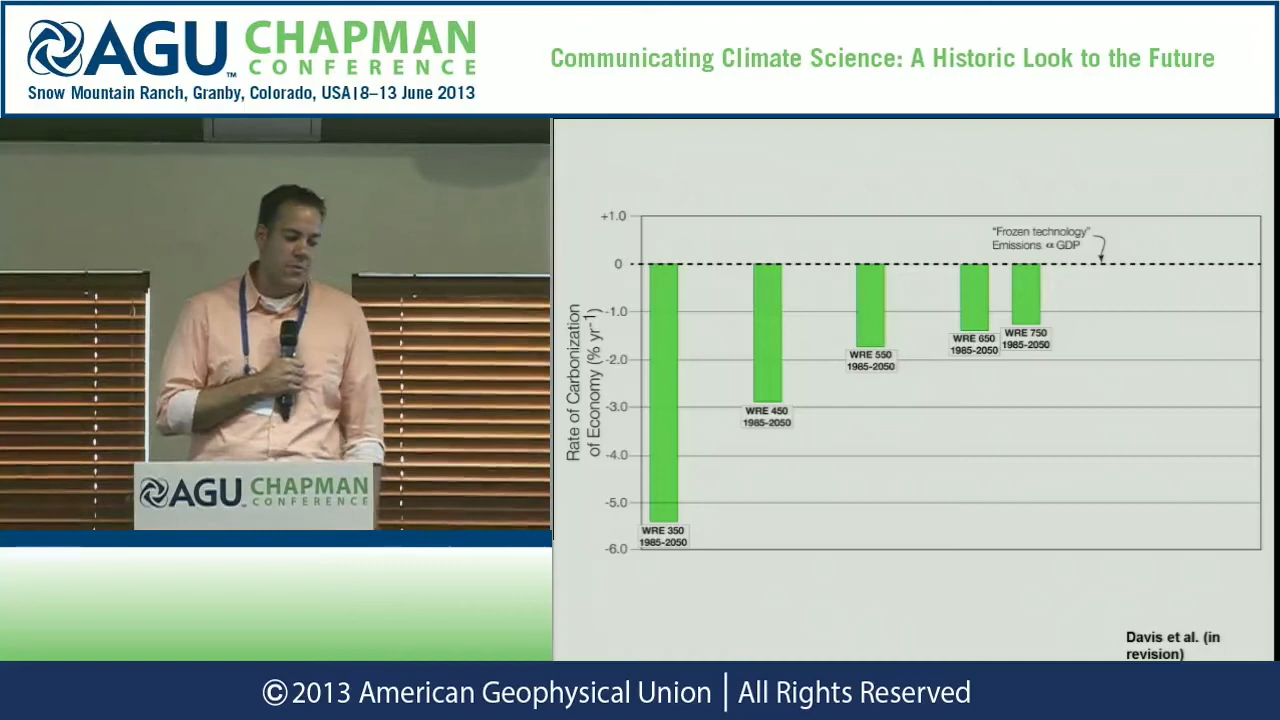 AGU CHAPMAN
CONFERENCE
™
Snow Mountain Ranch, Granby, Colorado, USA | 8–13 June 2013
Communicating Climate Science: A Historic Look to the Future
AGU CHAPMAN
CONFERENCE
+1.0
0
-1.0
-2.0
-3.0
-4.0
-5.0
-6.0
Rate of Carbonization
of Economy (% yr⁻¹)
"Frozen technology"
Emissions ∝ GDP
WRE 350
1985-2050
WRE 450
1985-2050
WRE 550
1985-2050
WRE 650
1985-2050
WRE 750
1985-2050
Davis et al. (in
revision)
©2013 American Geophysical Union | All Rights Reserved